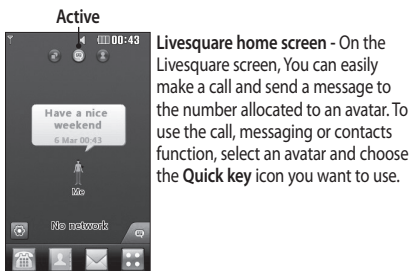 Active
00:43
Livesquare home screen - On the
Livesquare screen, You can easily
make a call and send a message to
the number allocated to an avatar. To
use the call, messaging or contacts
function, select an avatar and choose
the Quick key icon you want to use.
Have a nice
weekend
6 Mar 00:43
Me
No network